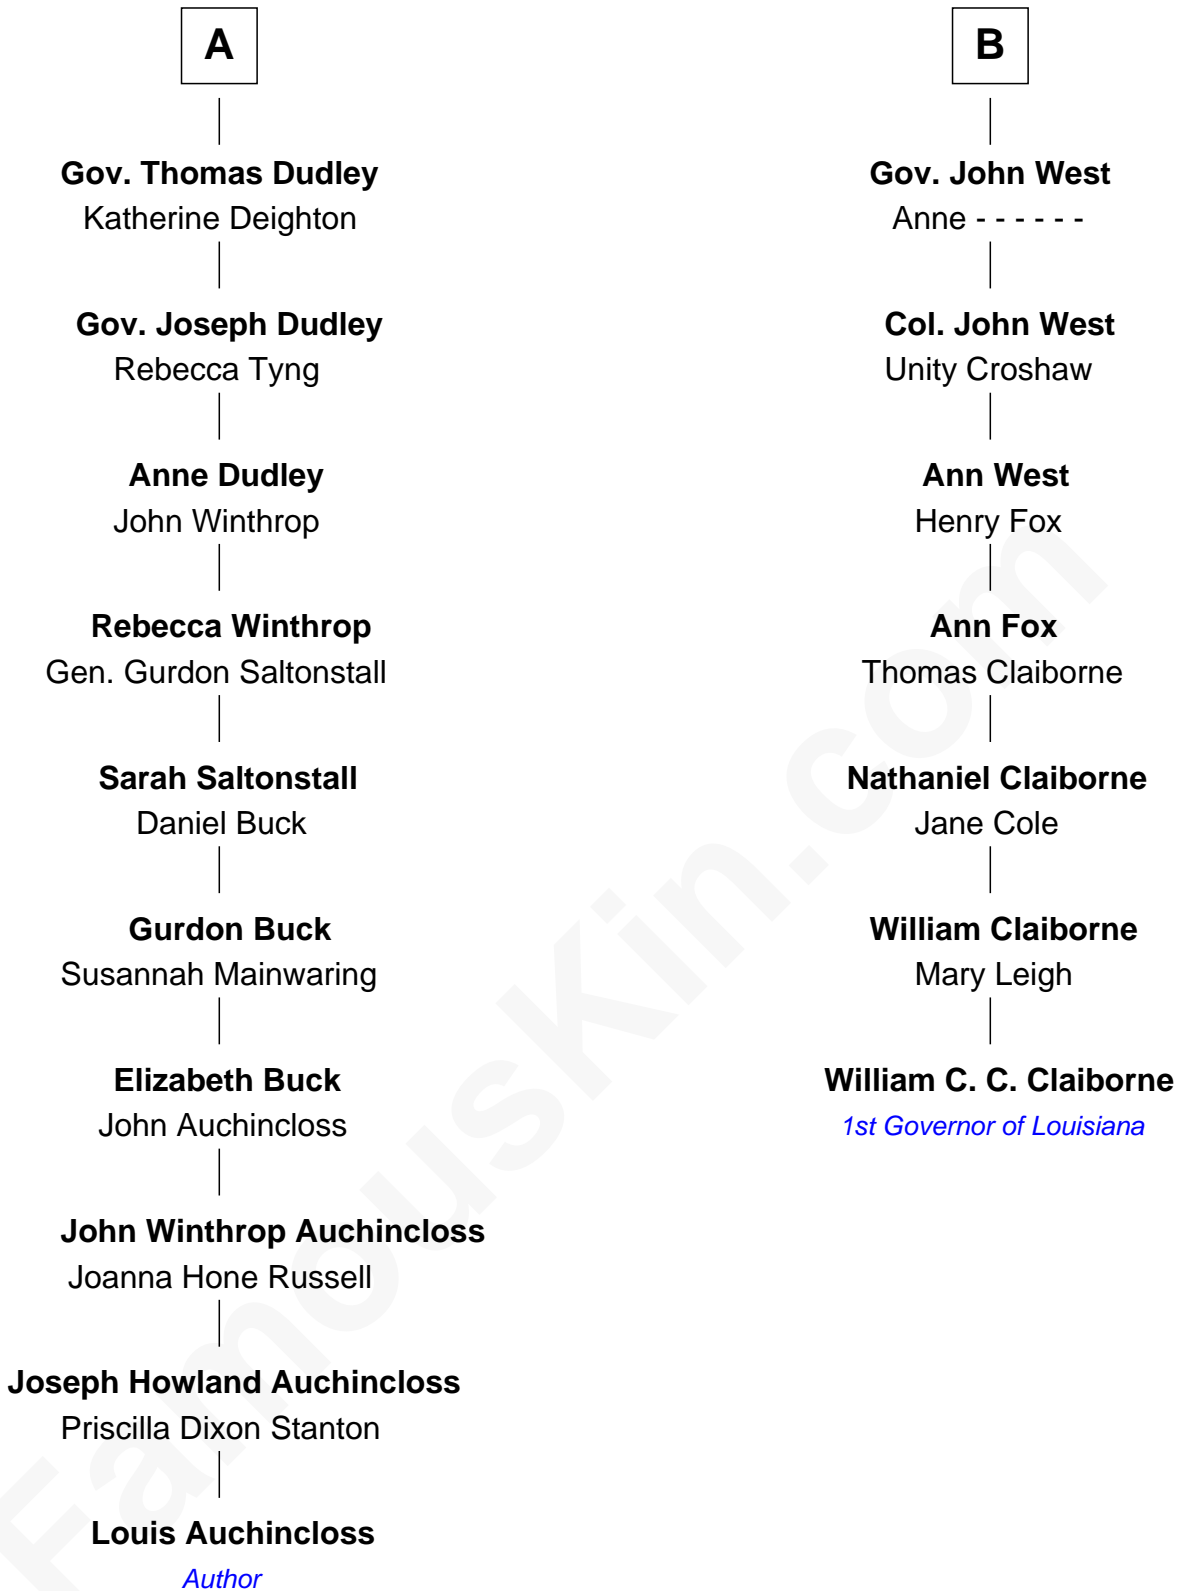 A
Gov. Thomas Dudley
Katherine Deighton
Gov. Joseph Dudley
Rebecca Tyng
Anne Dudley
John Winthrop
Rebecca Winthrop
Gen. Gurdon Saltonstall
Sarah Saltonstall
Daniel Buck
Gurdon Buck
Susannah Mainwaring
Elizabeth Buck
John Auchincloss
John Winthrop Auchincloss
Joanna Hone Russell
Joseph Howland Auchincloss
Priscilla Dixon Stanton
Louis Auchincloss
Author
B
Gov. John West
Anne - - - - - -
Col. John West
Unity Croshaw
Ann West
Henry Fox
Ann Fox
Thomas Claiborne
Nathaniel Claiborne
Jane Cole
William Claiborne
Mary Leigh
William C. C. Claiborne
1st Governor of Louisiana
FamousKin.com